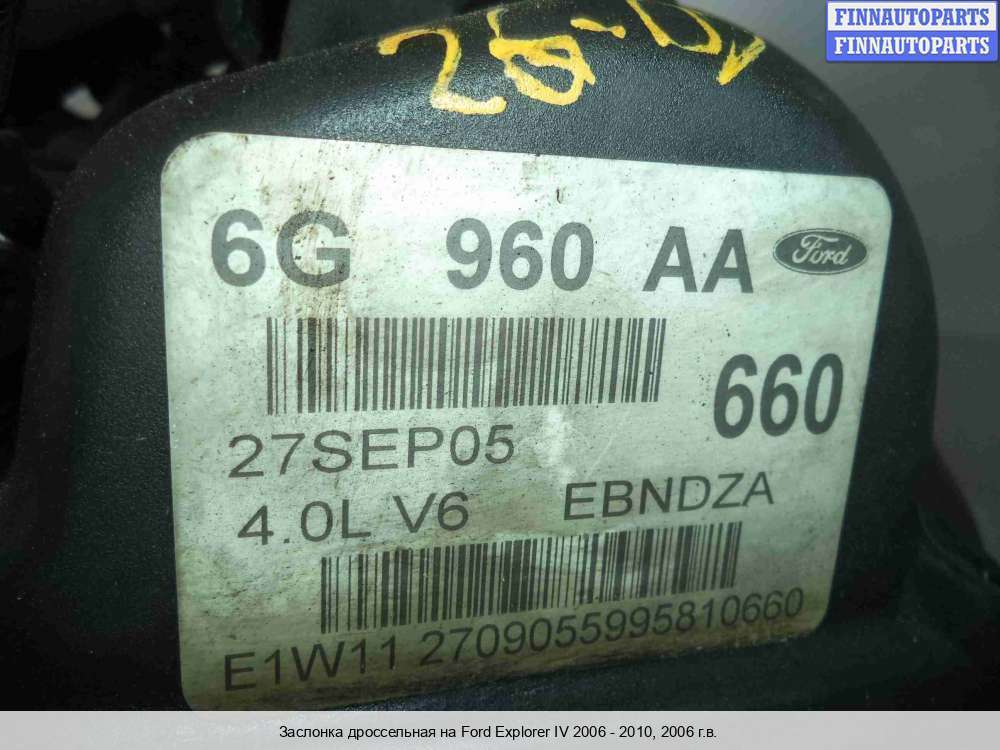 FINNAUTOPARTS
FINNAUTOPARTS
6G 960 AA Ford
660
27SEP05
4.0L V6 EBNDZA
E1W11 2709055995810660
Заслонка дроссельная на Ford Explorer IV 2006 - 2010, 2006 г.в.